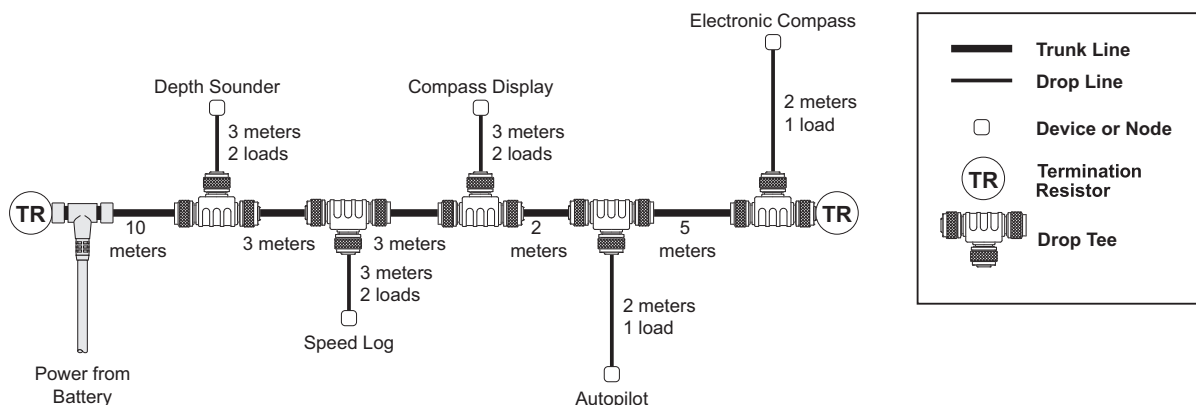 Electronic Compass
2 meters
1 load
Depth Sounder
3 meters
2 loads
Compass Display
3 meters
2 loads
TR
10
meters
3 meters
3 meters
2
meters
5
meters
TR
3 meters
2 loads
Speed Log
2 meters
1 load
Autopilot
Power from
Battery
Trunk Line
Drop Line
Device or Node
TR
Termination
Resistor
Drop Tee